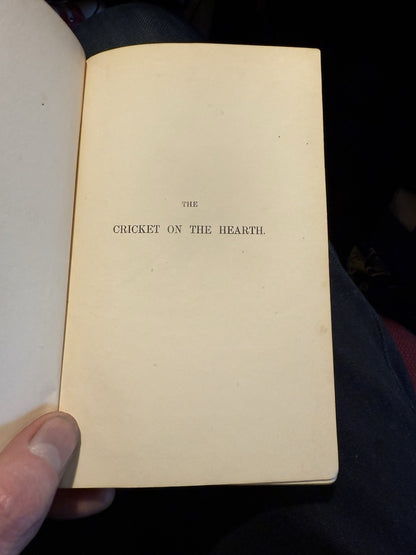 THE
CRICKET ON THE HEARTH.